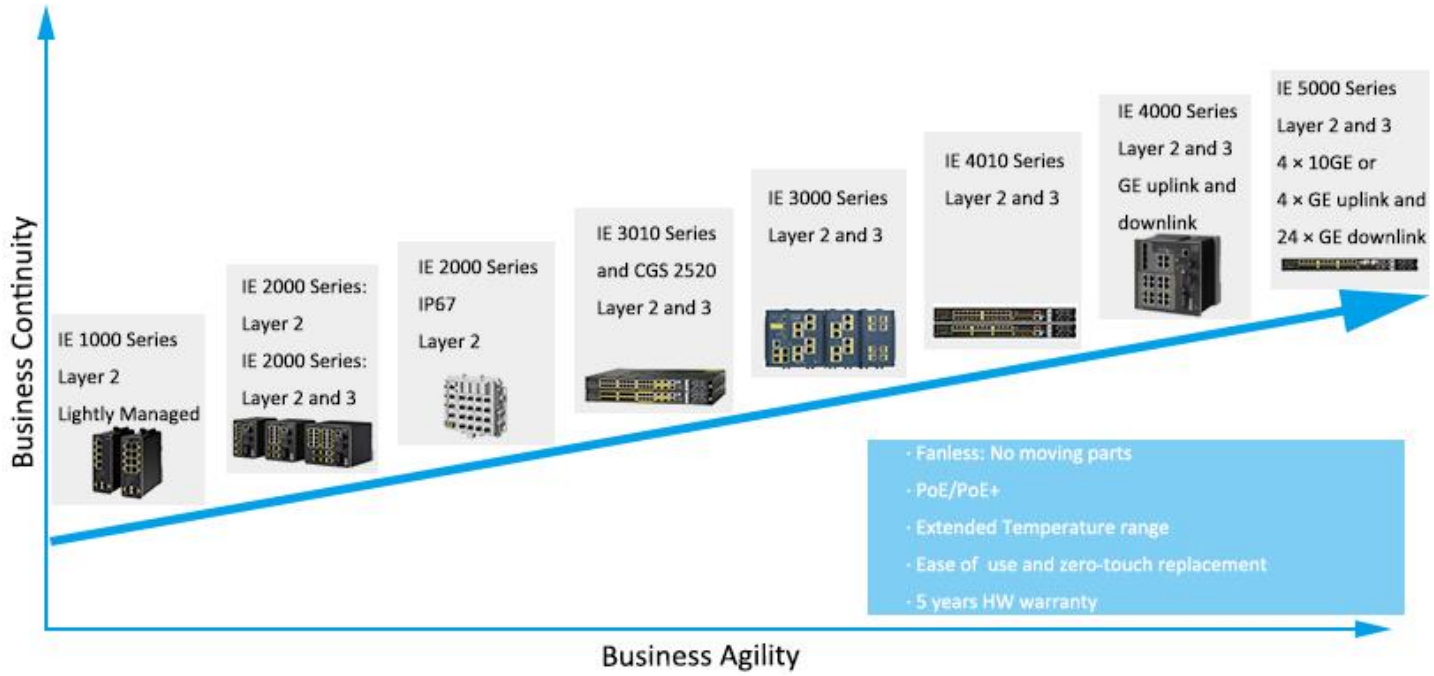 Business Continuity
IE 1000 Series
Layer 2
Lightly Managed
IE 2000 Series:
Layer 2
IE 2000 Series:
Layer 2 and 3
IE 2000 Series
IP67
Layer 2
IE 3010 Series
and CGS 2520
Layer 2 and 3
IE 3000 Series
Layer 2 and 3
IE 4010 Series
Layer 2 and 3
IE 4000 Series
Layer 2 and 3
GE uplink and
downlink
IE 5000 Series
Layer 2 and 3
4 × 10GE or
4 × GE uplink and
24 × GE downlink
· Fanless: No moving parts
· PoE/PoE+
· Extended Temperature range
· Ease of use and zero-touch replacement
· 5 years HW warranty
Business Agility